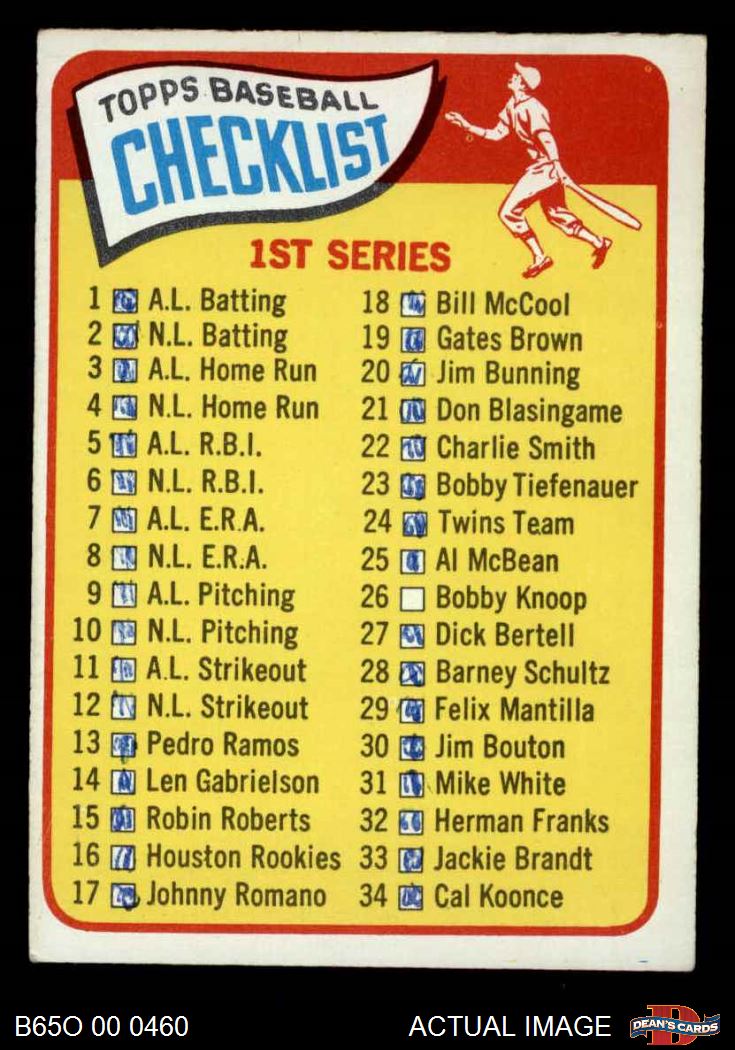 TOPPS BASEBALL
CHECKLIST
1ST SERIES
1 A.L. Batting
2 N.L. Batting
3 A.L. Home Run
4 N.L. Home Run
5 A.L. R.B.I.
6 N.L. R.B.I.
7 A.L. E.R.A.
8 N.L. E.R.A.
9 A.L. Pitching
10 N.L. Pitching
11 A.L. Strikeout
12 N.L. Strikeout
13 Pedro Ramos
14 Len Gabrielson
15 Robin Roberts
16 Houston Rookies
17 Johnny Romano
18 Bill McCool
19 Gates Brown
20 Jim Bunning
21 Don Blasingame
22 Charlie Smith
23 Bobby Tiefenauer
24 Twins Team
25 Al McBean
26 Bobby Knoop
27 Dick Bertell
28 Barney Schultz
29 Felix Mantilla
30 Jim Bouton
31 Mike White
32 Herman Franks
33 Jackie Brandt
34 Cal Koonce
B65O 00 0460
ACTUAL IMAGE
D
DEAN'S CARDS